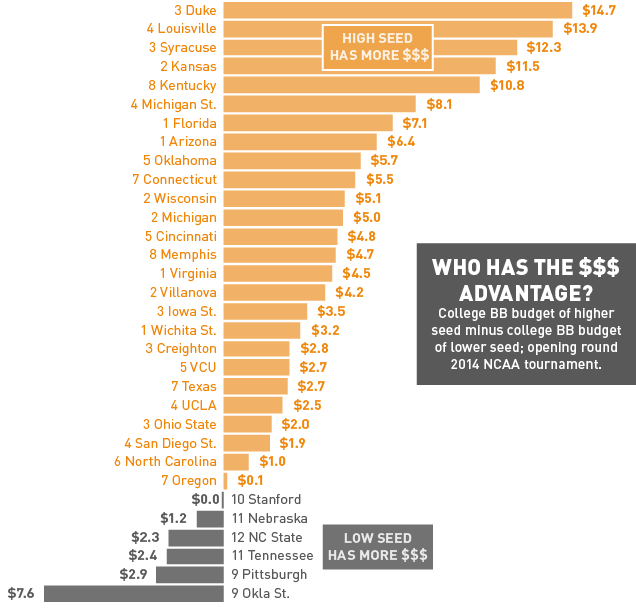 3 Duke $14.7
4 Louisville $13.9
3 Syracuse $12.3
2 Kansas $11.5
8 Kentucky $10.8
HIGH SEED
HAS MORE $$$
4 Michigan St. $8.1
1 Florida $7.1
1 Arizona $6.4
5 Oklahoma $5.7
7 Connecticut $5.5
2 Wisconsin $5.1
2 Michigan $5.0
5 Cincinnati $4.8
8 Memphis $4.7
1 Virginia $4.5
2 Villanova $4.2
3 Iowa St. $3.5
1 Wichita St. $3.2
3 Creighton $2.8
5 VCU $2.7
7 Texas $2.7
4 UCLA $2.5
3 Ohio State $2.0
4 San Diego St. $1.9
6 North Carolina $1.0
7 Oregon $0.1
WHO HAS THE $$$
ADVANTAGE?
College BB budget of higher
seed minus college BB budget
of lower seed; opening round
2014 NCAA tournament.
$0.0 10 Stanford
$1.2 11 Nebraska
$2.3 12 NC State
$2.4 11 Tennessee
$2.9 9 Pittsburgh
$7.6 9 Okla St.
LOW SEED
HAS MORE $$$